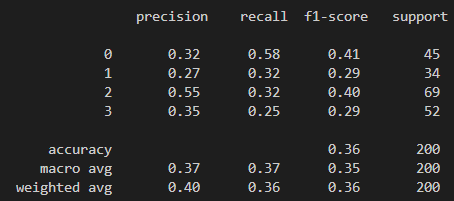 precision recall f1-score support
0 0.32 0.58 0.41 45
1 0.27 0.32 0.29 34
2 0.55 0.32 0.40 69
3 0.35 0.25 0.29 52
accuracy 0.36 200
macro avg 0.37 0.37 0.35 200
weighted avg 0.40 0.36 0.36 200